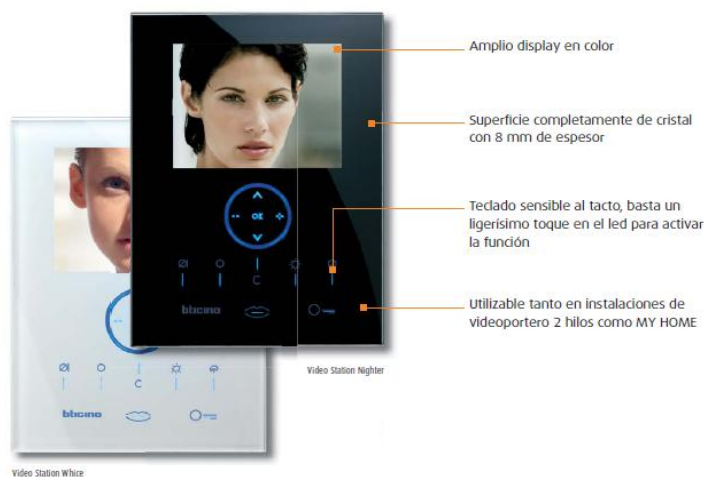 Amplio display en color
Superficie completamente de cristal
con 8 mm de espesor
Teclado sensible al tacto, basta un
ligerísimo toque en el led para activar
la función
Utilizable tanto en instalaciones de
videoportero 2 hilos como MY HOME
OK
C
bticino
Video Station Nighter
C
bticino
Video Station Whice